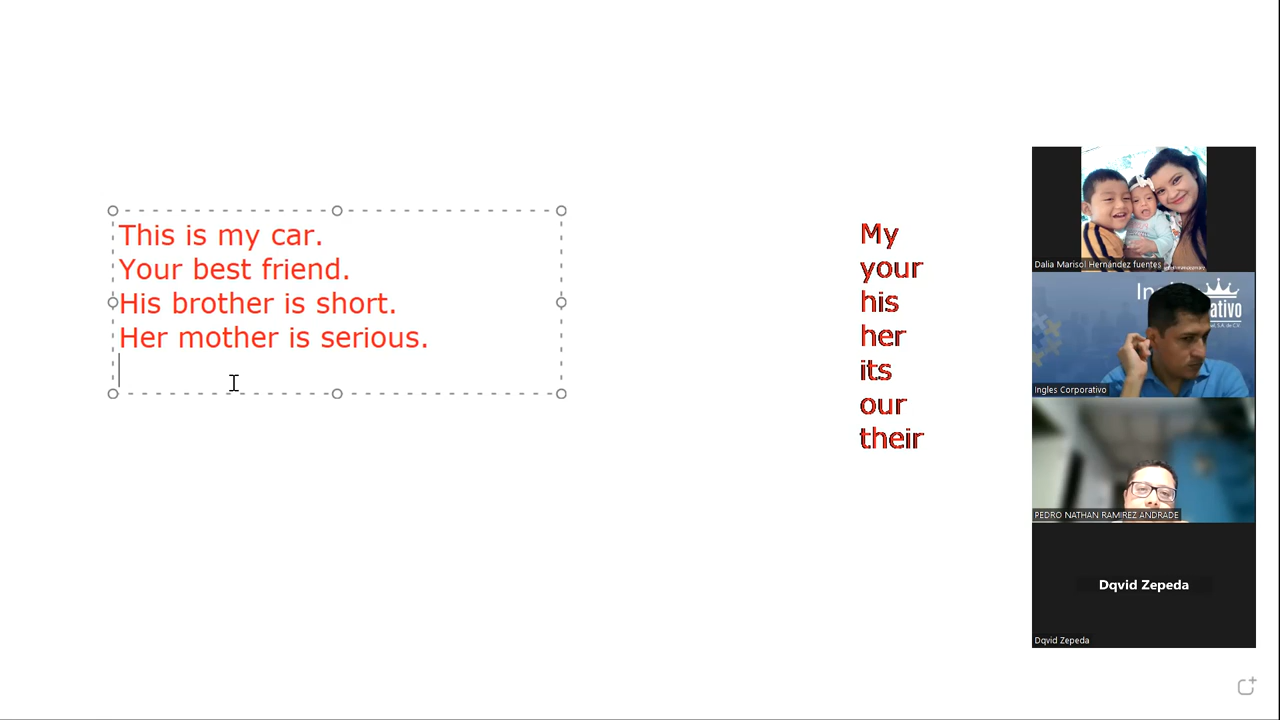 This is my car.
Your best friend.
His brother is short.
Her mother is serious.
My
your
his
her
its
our
their
Dalia Marisol Hernández fuentes
Ingles Corporativo
PEDRO NATHAN RAMIREZ ANDRADE
Dqvid Zepeda
Dqvid Zepeda